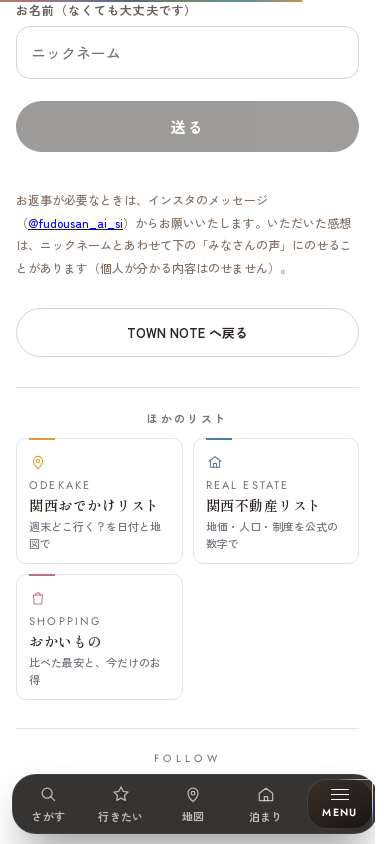 お名前（なくても大丈夫です）
ニックネーム
送る
お返事が必要なときは、インスタのメッセージ
（@fudousan_ai_si）からお願いいたします。いただいた感想
は、ニックネームとあわせて下の「みなさんの声」にのせるこ
とがあります（個人が分かる内容はのせません）。
TOWN NOTE へ戻る
ほかのリスト
ODEKAKE
関西おでかけリスト
週末どこ行く？を日付と地
図で
REAL ESTATE
関西不動産リスト
地価・人口・制度を公式の
数字で
SHOPPING
おかいもの
比べた最安と、今だけのお
得
FOLLOW
さがす
行きたい
地図
泊まり
MENU